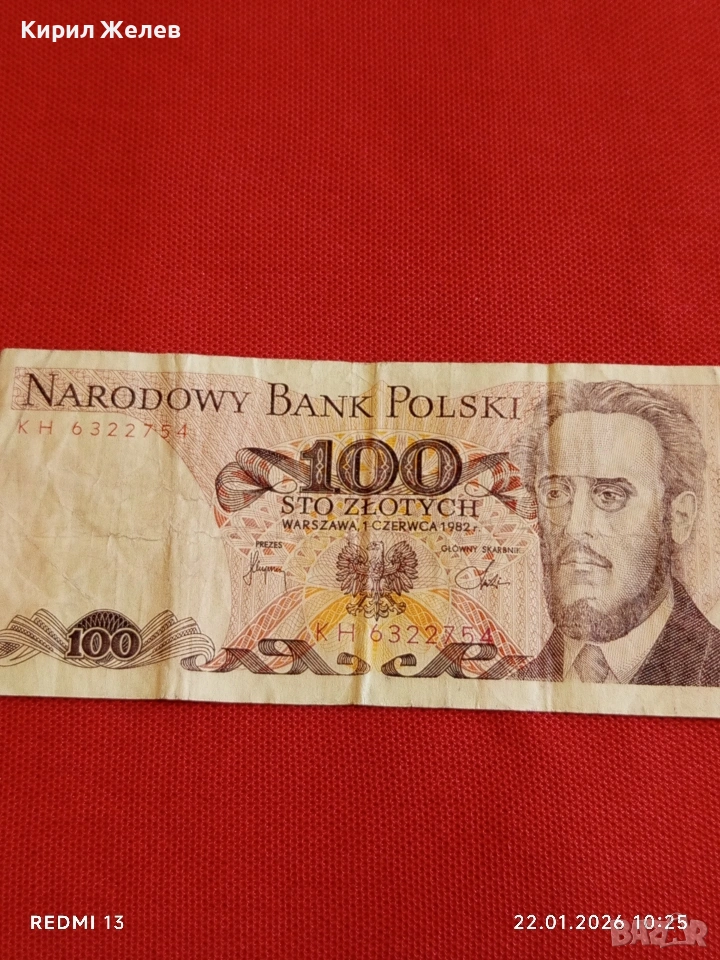 Кирил Желев
NARODOWY BANK POLSKI
KH 6322754
100
STO ZŁOTYCH
WARSZAWA, 1 CZERWCA 1982 r.
PREZES
GŁÓWNY SKARBNIK
100
KH 6322754
REDMI 13
22.01.2026 10:25
BAZAR